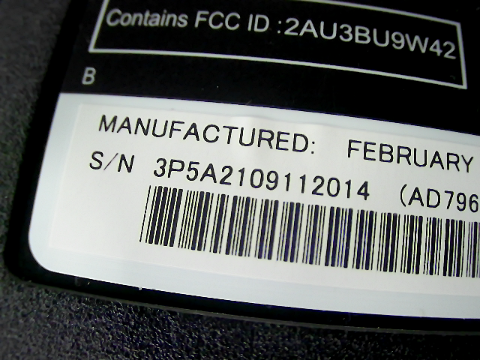 Contains FCC ID :2AU3BU9W42
B
MANUFACTURED: FEBRUARY
S/N 3P5A2109112014 (AD796